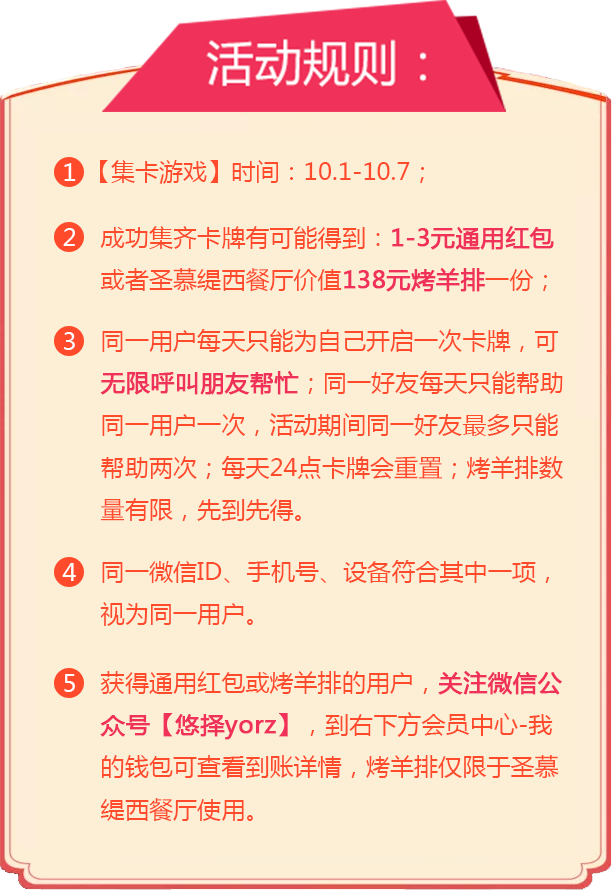 活动规则：
1【集卡游戏】时间：10.1-10.7；
2 成功集齐卡牌有可能得到：1-3元通用红包
或者圣慕缇西餐厅价值138元烤羊排一份；
3 同一用户每天只能为自己开启一次卡牌，可
无限呼叫朋友帮忙；同一好友每天只能帮助
同一用户一次，活动期间同一好友最多只能
帮助两次；每天24点卡牌会重置；烤羊排数
量有限，先到先得。
4 同一微信ID、手机号、设备符合其中一项，
视为同一用户。
5 获得通用红包或烤羊排的用户，关注微信公
众号【悠择yorz】，到右下方会员中心-我
的钱包可查看到账详情，烤羊排仅限于圣慕
缇西餐厅使用。